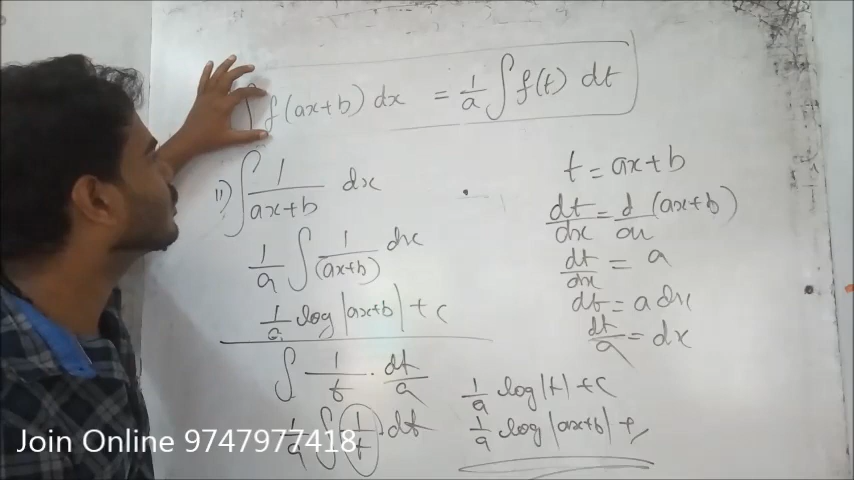 ∫ f(ax+b) dx = 1/a ∫ f(t) dt
11) ∫ 1/(ax+b) dx
1/a ∫ 1/(ax+b) dx
1/a log |ax+b| + c
∫ 1/t . dt/a
1/a ∫ 1/t . dt
t = ax+b
dt/dx = d/dx (ax+b)
dt/dx = a
dt = a dx
dt/a = dx
1/a log |t| + c
1/a log |ax+b| + c
Join Online 9747977418